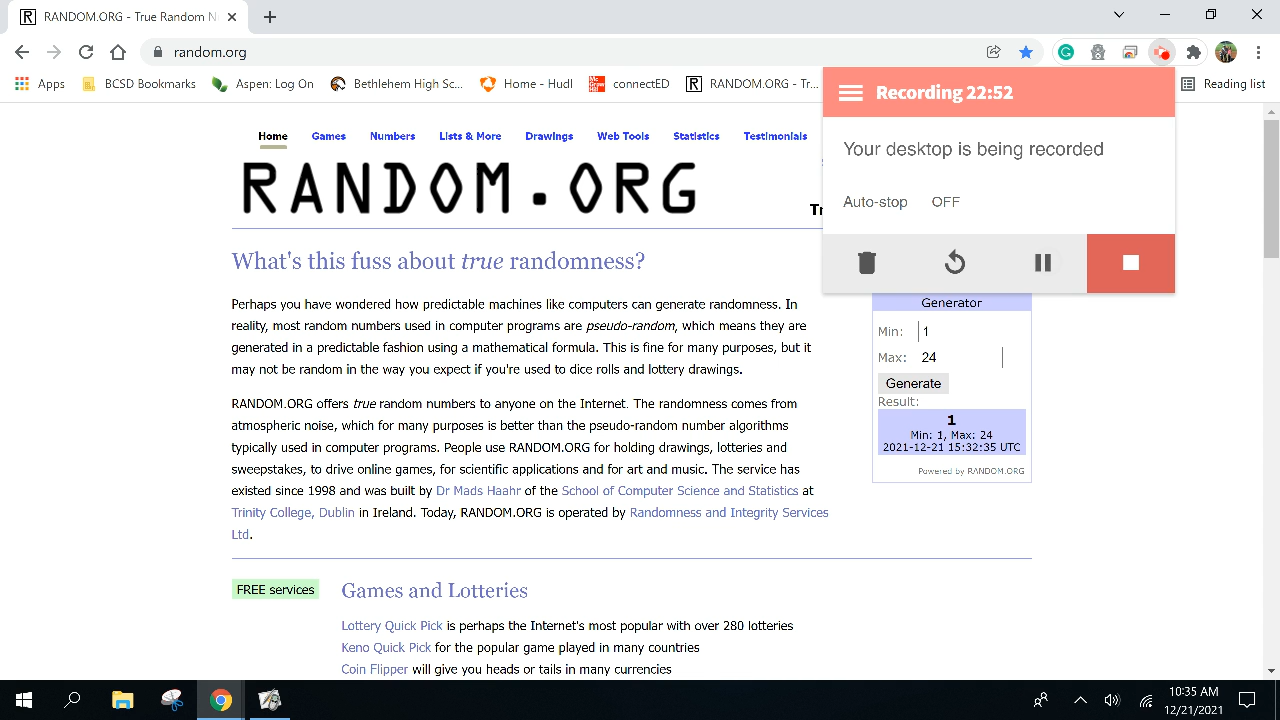 RANDOM.ORG - True Random N
random.org
Apps
BCSD Bookmarks
Aspen: Log On
Bethlehem High Sc...
Home - Hudl
Mc Graw Hill
connectED
RANDOM.ORG - Tr...
Reading list
Recording 22:52
Your desktop is being recorded
Auto-stop OFF
Home Games Numbers Lists & More Drawings Web Tools Statistics Testimonials
RANDOM.ORG
Tr
What's this fuss about true randomness?
Perhaps you have wondered how predictable machines like computers can generate randomness. In
reality, most random numbers used in computer programs are pseudo-random, which means they are
generated in a predictable fashion using a mathematical formula. This is fine for many purposes, but it
may not be random in the way you expect if you're used to dice rolls and lottery drawings.
RANDOM.ORG offers true random numbers to anyone on the Internet. The randomness comes from
atmospheric noise, which for many purposes is better than the pseudo-random number algorithms
typically used in computer programs. People use RANDOM.ORG for holding drawings, lotteries and
sweepstakes, to drive online games, for scientific applications and for art and music. The service has
existed since 1998 and was built by Dr Mads Haahr of the School of Computer Science and Statistics at
Trinity College, Dublin in Ireland. Today, RANDOM.ORG is operated by Randomness and Integrity Services
Ltd.
Generator
Min: 1
Max: 24
Generate
Result:
1
Min: 1, Max: 24
2021-12-21 15:32:35 UTC
Powered by RANDOM.ORG
FREE services
Games and Lotteries
Lottery Quick Pick is perhaps the Internet's most popular with over 280 lotteries
Keno Quick Pick for the popular game played in many countries
Coin Flipper will give you heads or tails in many currencies
10:35 AM
12/21/2021